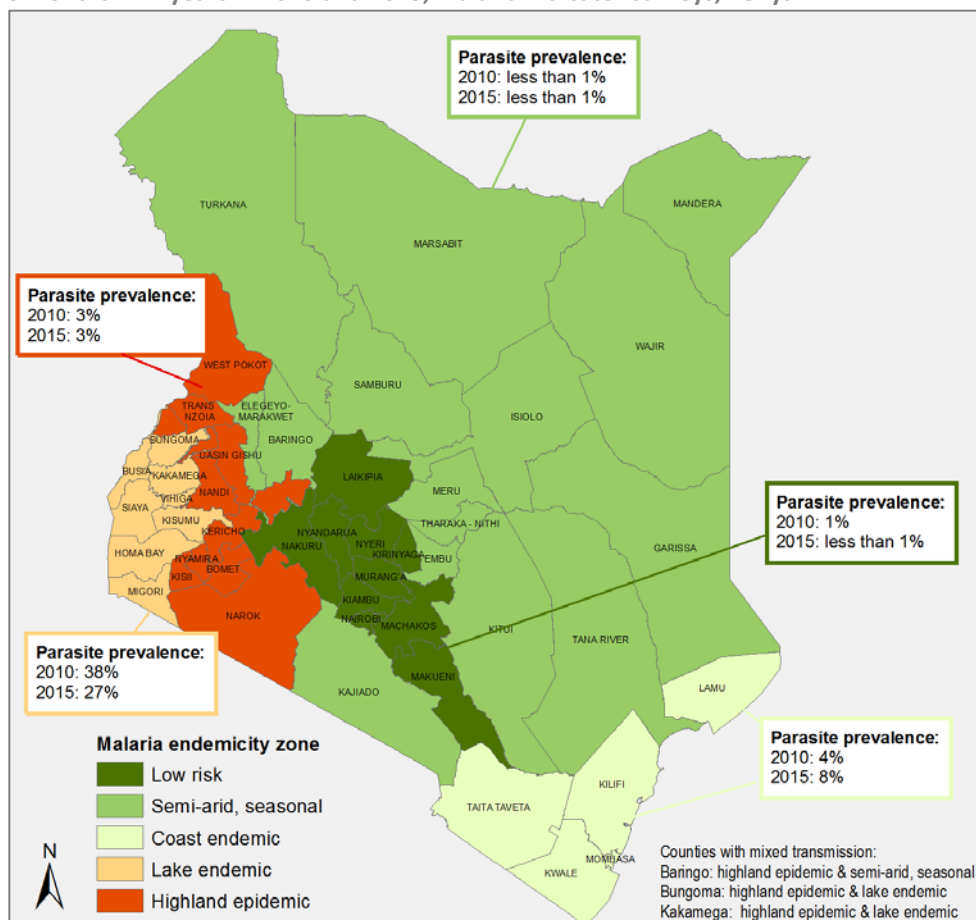 Parasite prevalence:
2010: less than 1%
2015: less than 1%
TURKANA
MANDERA
MARSABIT
Parasite prevalence:
2010: 3%
2015: 3%
WEST POKOT
WAJIR
SAMBURU
TRANS
NZOIA
ELEGEYO-
MARAKWET
ISIOLO
BUNGOMA
UASIN GISHU
BARINGO
BUSIA
KAKAMEGA
LAIKIPIA
NANDI
MERU
VIHIGA
SIAYA
KISUMU
KERICHO
NYANDARUA
THARAKA - NITHI
Parasite prevalence:
2010: 1%
2015: less than 1%
NYERI
NAKURU
KIRINYAGA
EMBU
GARISSA
HOMA BAY
NYAMIRA
KISII
BOMET
MURANG'A
MIGORI
KIAMBU
NAROK
NAIROBI
MACHAKOS
KITUI
TANA RIVER
Parasite prevalence:
2010: 38%
2015: 27%
MAKUENI
KAJIADO
LAMU
Malaria endemicity zone
Low risk
Semi-arid, seasonal
Coast endemic
Lake endemic
Highland epidemic
Parasite prevalence:
2010: 4%
2015: 8%
KILIFI
TAITA TAVETA
MOMBASA
KWALE
N
Counties with mixed transmission:
Baringo: highland epidemic & semi-arid, seasonal
Bungoma: highland epidemic & lake endemic
Kakamega: highland epidemic & lake endemic